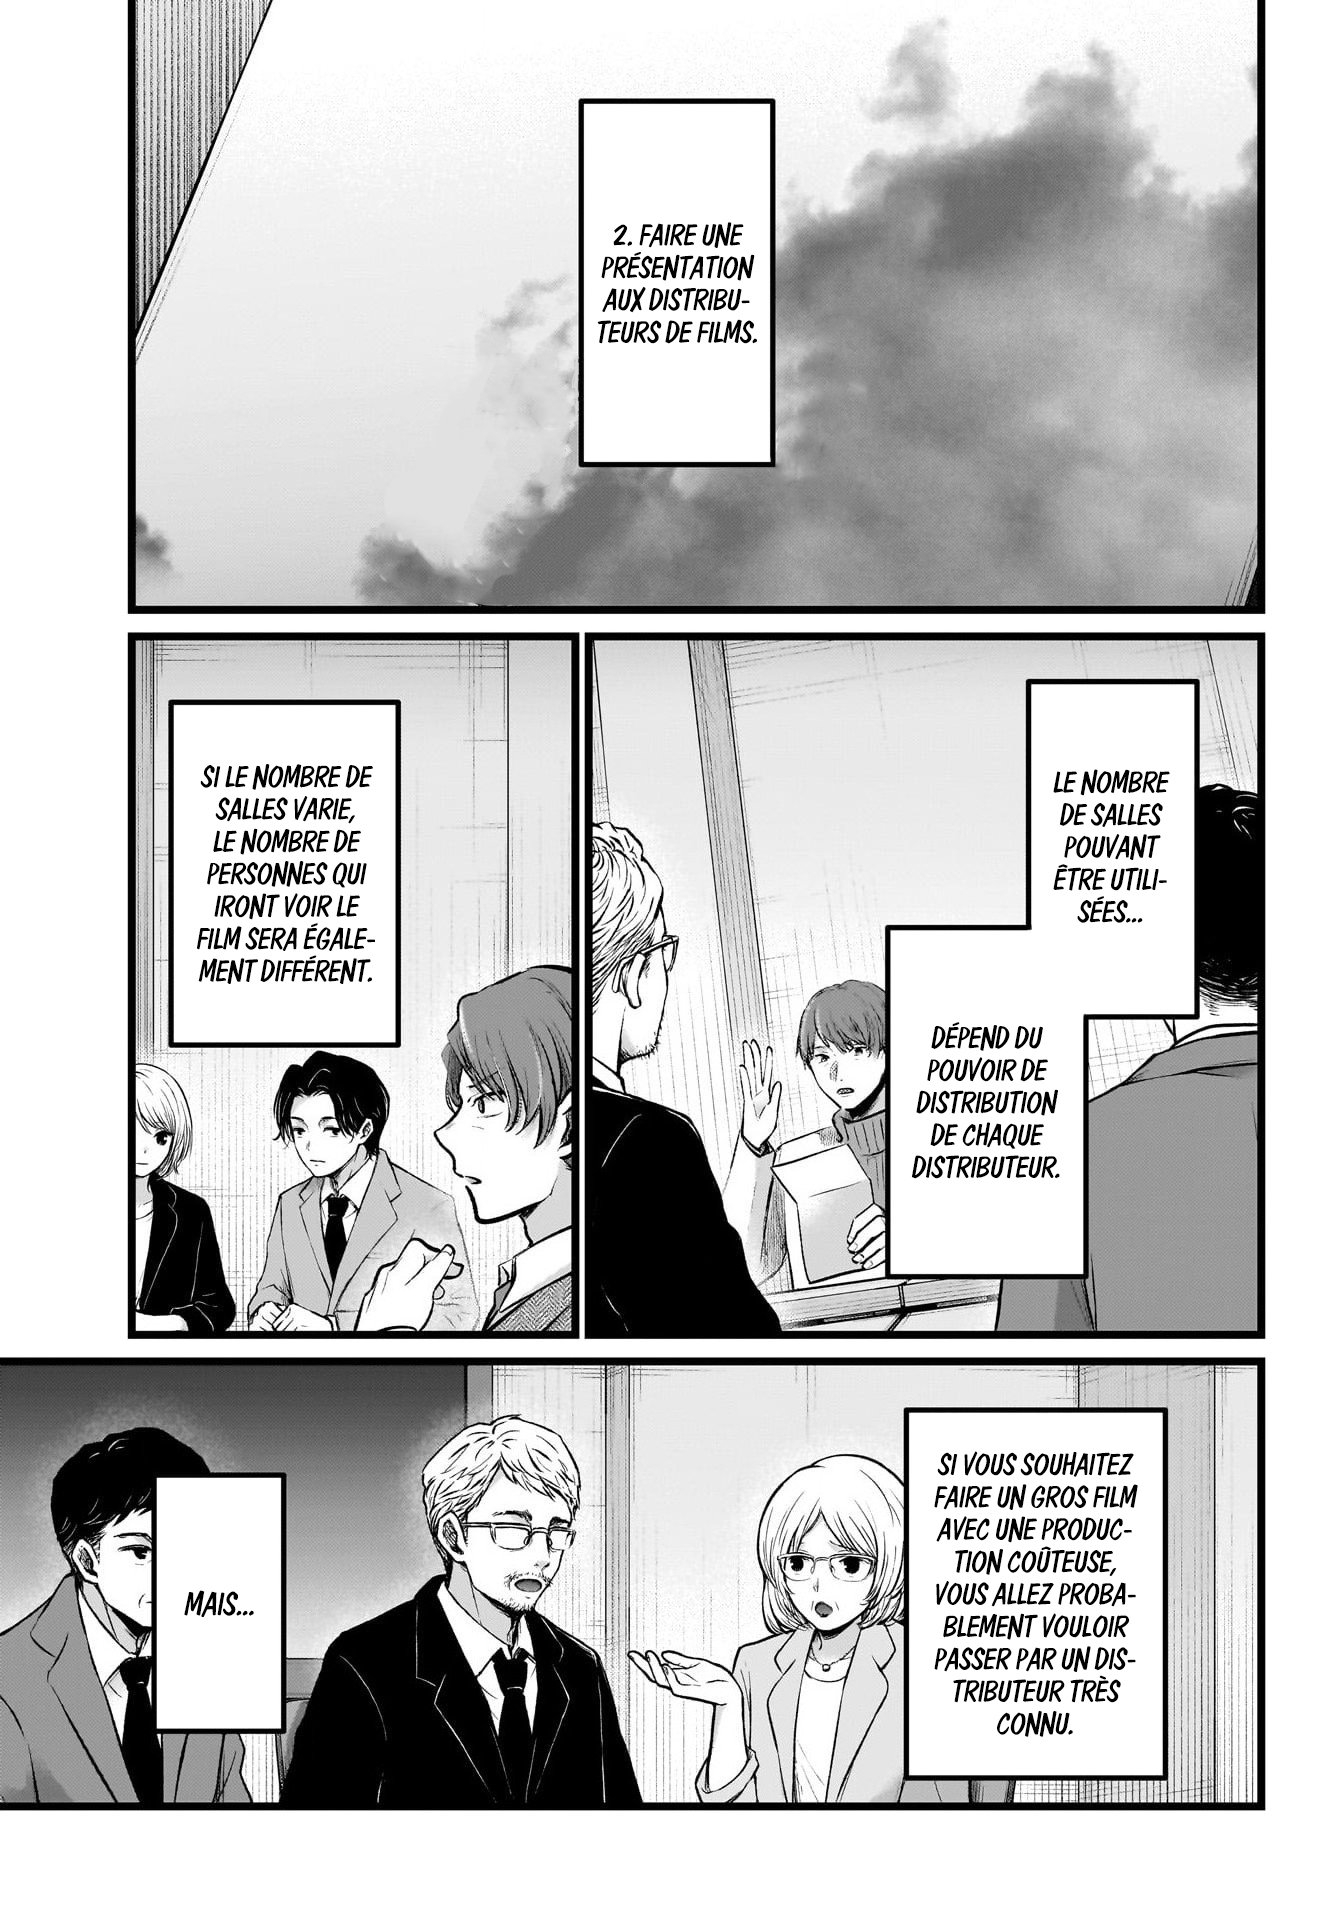 2. FAIRE UNE
PRÉSENTATION
AUX DISTRIBU-
TEURS DE FILMS.
LE NOMBRE
DE SALLES
POUVANT
ÊTRE UTILI-
SÉES...
DÉPEND DU
POUVOIR DE
DISTRIBUTION
DE CHAQUE
DISTRIBUTEUR.
SI LE NOMBRE DE
SALLES VARIE,
LE NOMBRE DE
PERSONNES QUI
IRONT VOIR LE
FILM SERA ÉGALE-
MENT DIFFÉRENT.
SI VOUS SOUHAITEZ
FAIRE UN GROS FILM
AVEC UNE PRODUC-
TION COÛTEUSE,
VOUS ALLEZ PROBA-
BLEMENT VOULOIR
PASSER PAR UN DIS-
TRIBUTEUR TRÈS
CONNU.
MAIS...